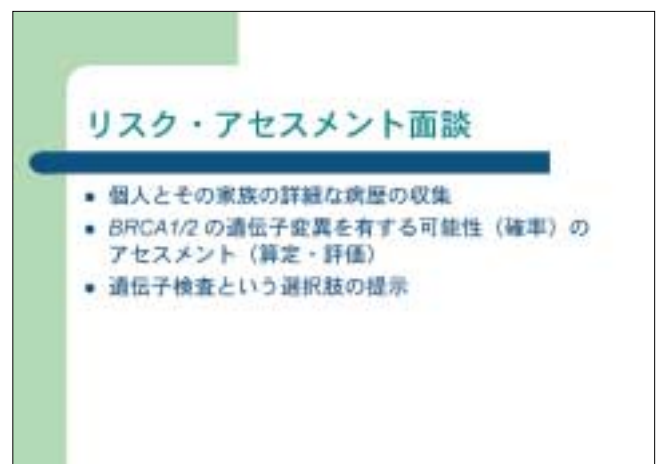 リスク・アセスメント面談
• 個人とその家族の詳細な病歴の収集
• BRCA1/2 の遺伝子変異を有する可能性（確率）の
アセスメント（算定・評価）
• 遺伝子検査という選択肢の提示